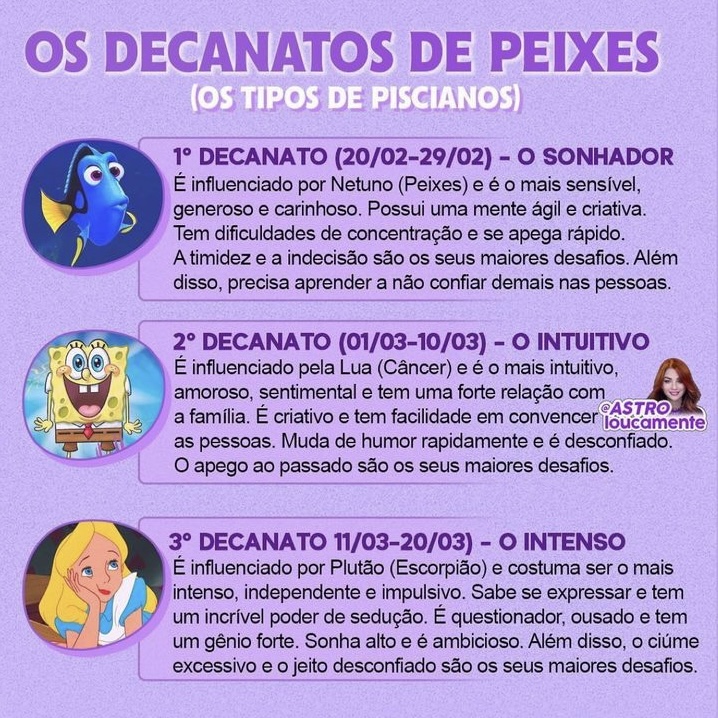 OS DECANATOS DE PEIXES
(OS TIPOS DE PISCIANOS)
1º DECANATO (20/02-29/02) - O SONHADOR
É influenciado por Netuno (Peixes) e é o mais sensível,
generoso e carinhoso. Possui uma mente ágil e criativa.
Tem dificuldades de concentração e se apega rápido.
A timidez e a indecisão são os seus maiores desafios. Além
disso, precisa aprender a não confiar demais nas pessoas.
2º DECANATO (01/03-10/03) - O INTUITIVO
É influenciado pela Lua (Câncer) e é o mais intuitivo,
amoroso, sentimental e tem uma forte relação com
a família. É criativo e tem facilidade em convencer
as pessoas. Muda de humor rapidamente e é desconfiado.
O apego ao passado são os seus maiores desafios.
@ASTRO
loucamente
3º DECANATO 11/03-20/03) - O INTENSO
É influenciado por Plutão (Escorpião) e costuma ser o mais
intenso, independente e impulsivo. Sabe se expressar e tem
um incrível poder de sedução. É questionador, ousado e tem
um gênio forte. Sonha alto e é ambicioso. Além disso, o ciúme
excessivo e o jeito desconfiado são os seus maiores desafios.